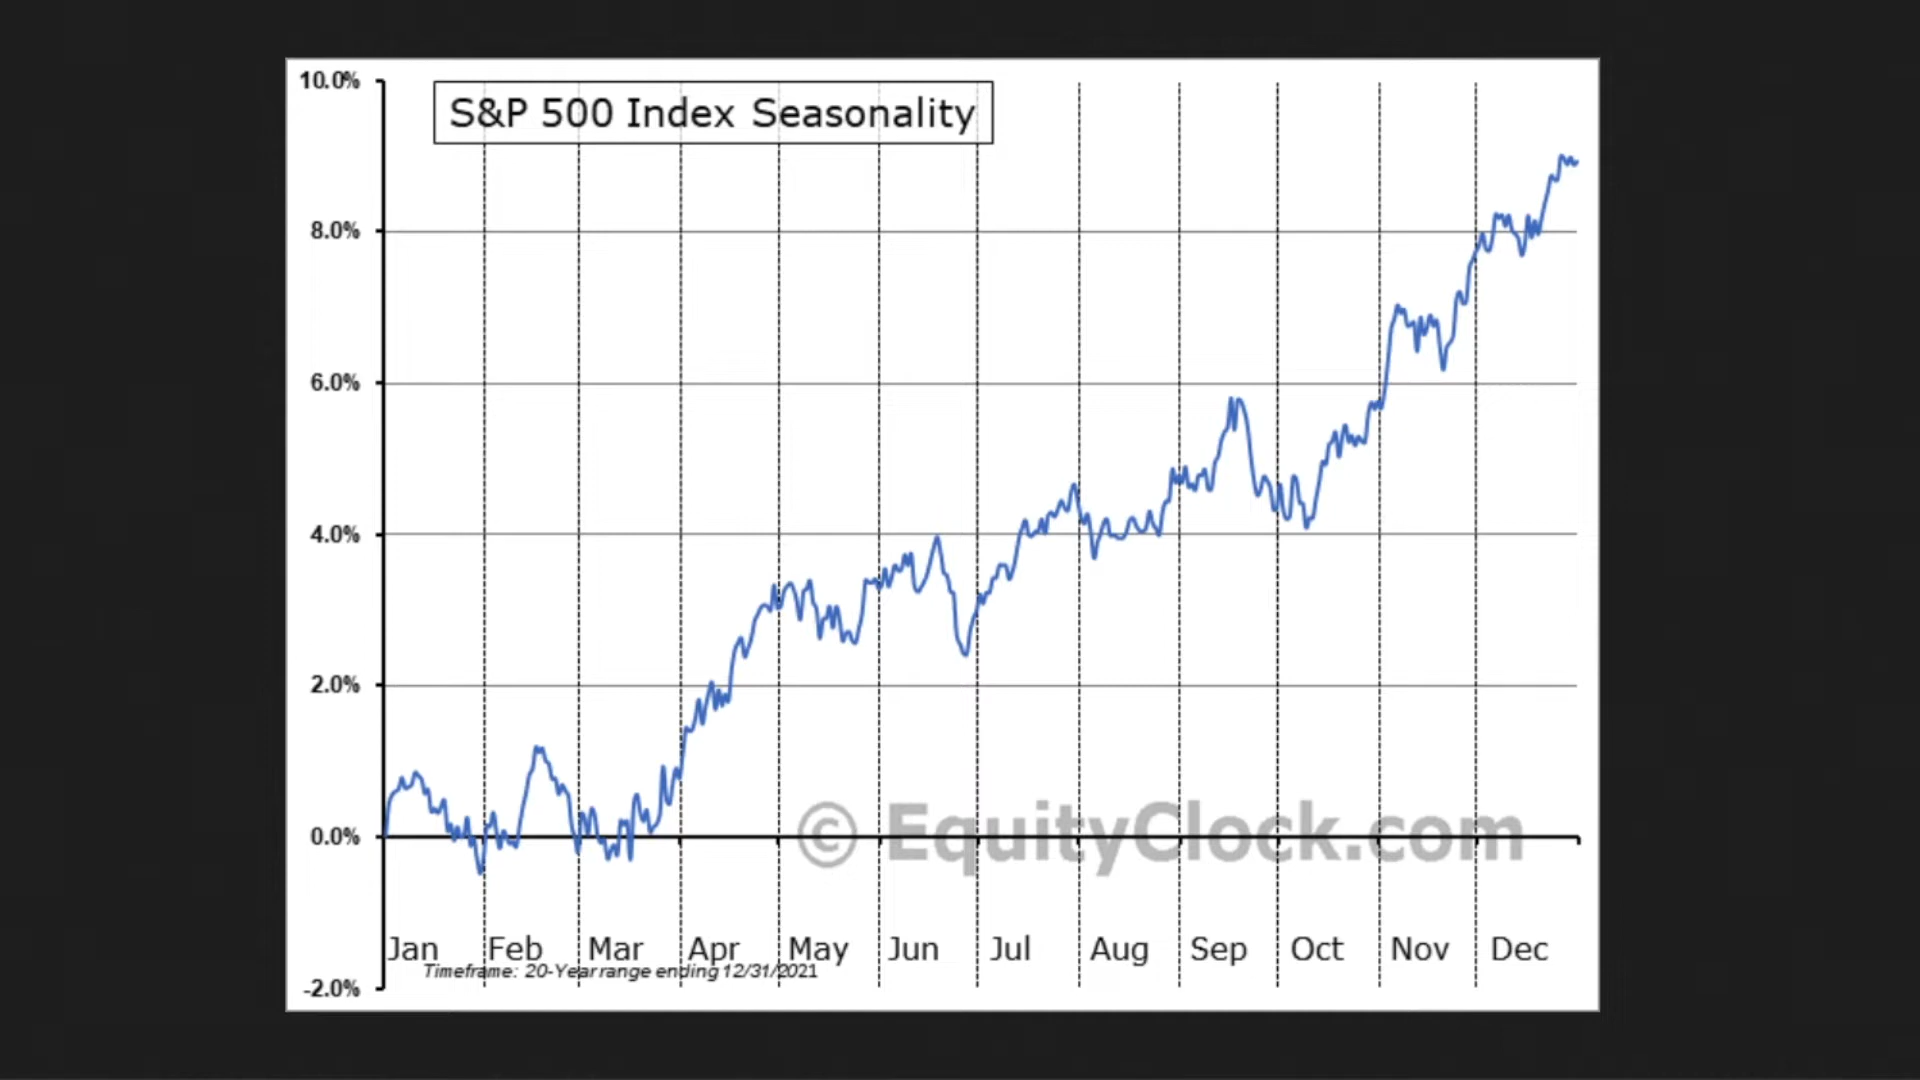 S&P 500 Index Seasonality
10.0%
8.0%
6.0%
4.0%
2.0%
0.0%
-2.0%
© EquityClock.com
Jan Feb Mar Apr May Jun Jul Aug Sep Oct Nov Dec
Timeframe: 20-Year range ending 12/31/2021